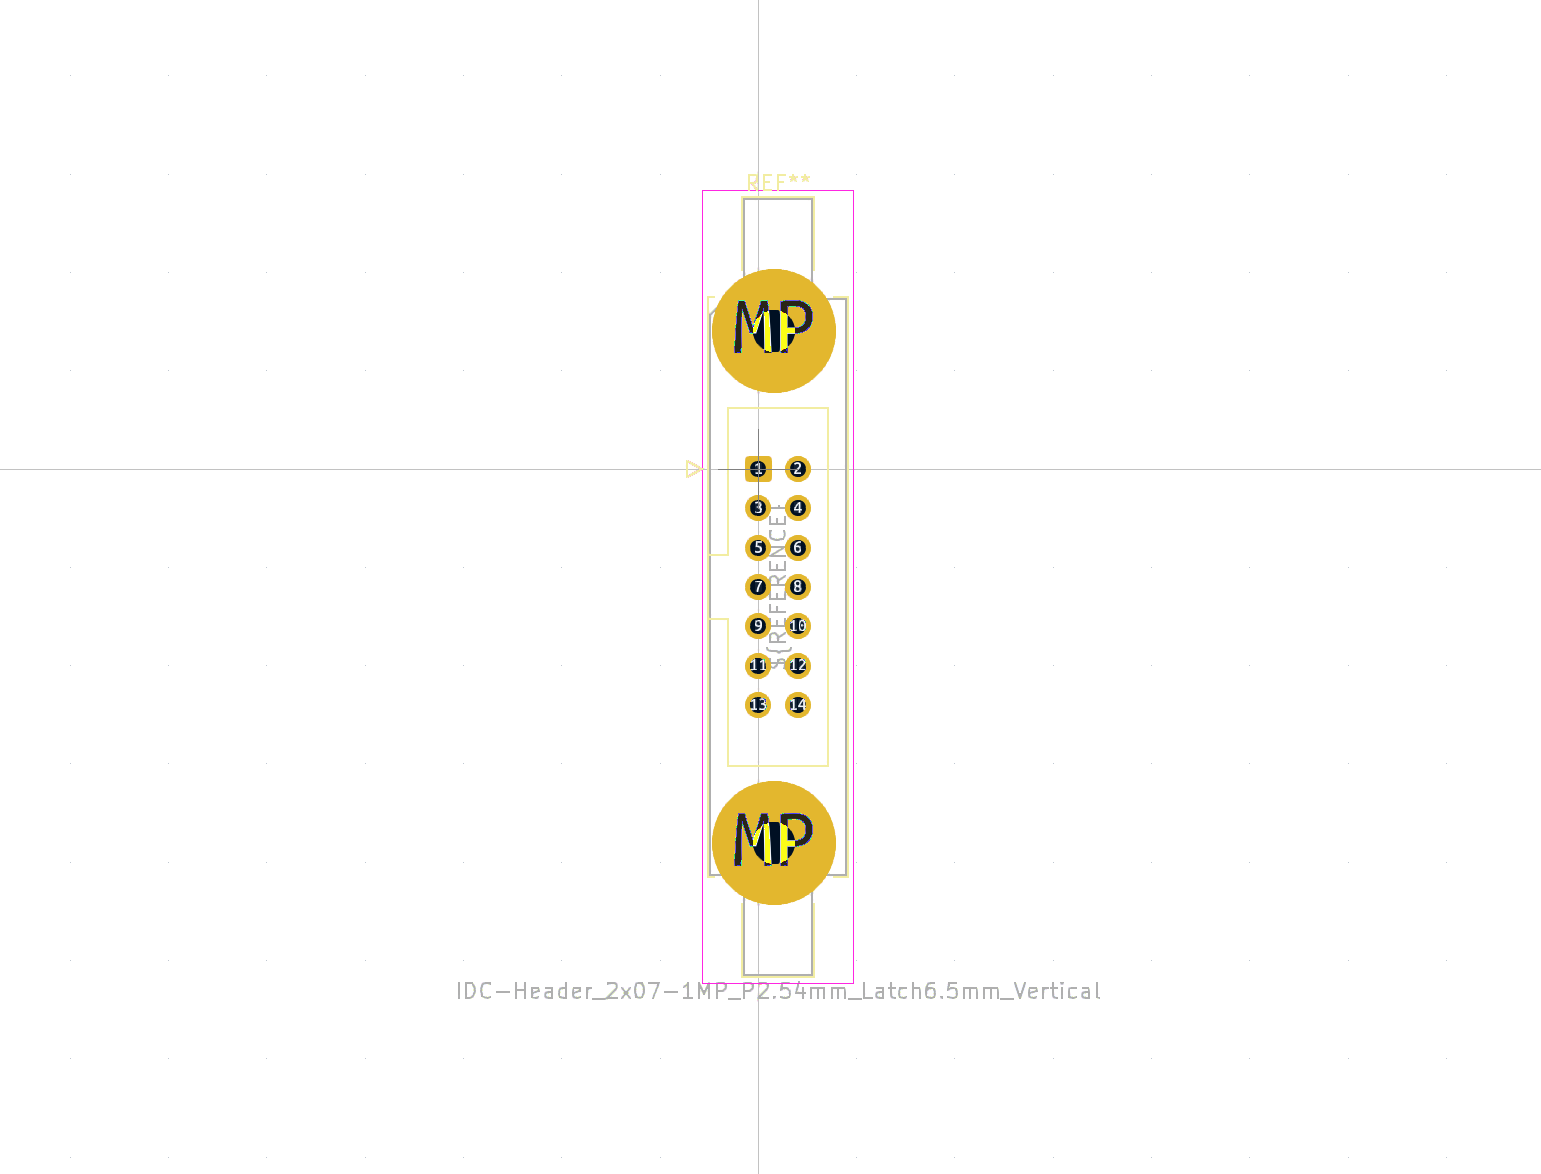 REF**
MP
1 2
3 4
5 6
7 8
9 10
11 12
13 14
${REFERENCE}
MP
IDC-Header_2x07-1MP_P2.54mm_Latch6.5mm_Vertical